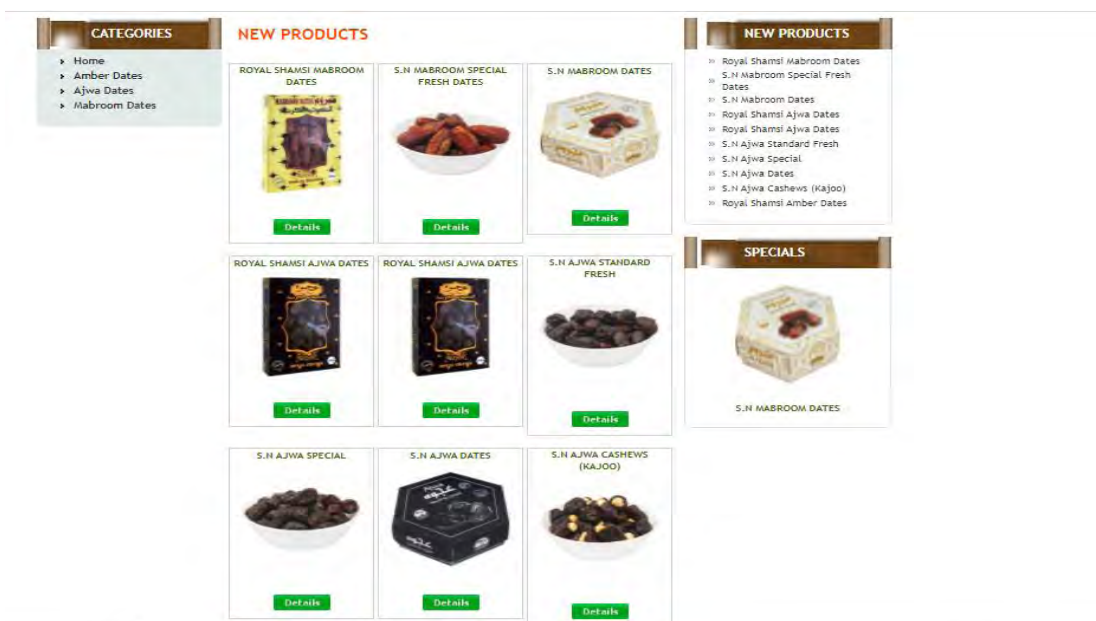 CATEGORIES
Home
Amber Dates
Ajwa Dates
Mabroom Dates
NEW PRODUCTS
ROYAL SHAMSI MABROOM
DATES
Details
S.N MABROOM SPECIAL
FRESH DATES
Details
S.N MABROOM DATES
Details
ROYAL SHAMSI AJWA DATES
Details
ROYAL SHAMSI AJWA DATES
Details
S.N AJWA STANDARD
FRESH
Details
S.N AJWA SPECIAL
Details
S.N AJWA DATES
Details
S.N AJWA CASHEWS
(KAJOO)
Details
NEW PRODUCTS
Royal Shamsi Mabroom Dates
S.N Mabroom Special Fresh
Dates
S.N Mabroom Dates
Royal Shamsi Ajwa Dates
Royal Shamsi Ajwa Dates
S.N Ajwa Standard Fresh
S.N Ajwa Special
S.N Ajwa Dates
S.N Ajwa Cashews (Kajoo)
Royal Shamsi Amber Dates
SPECIALS
S.N MABROOM DATES